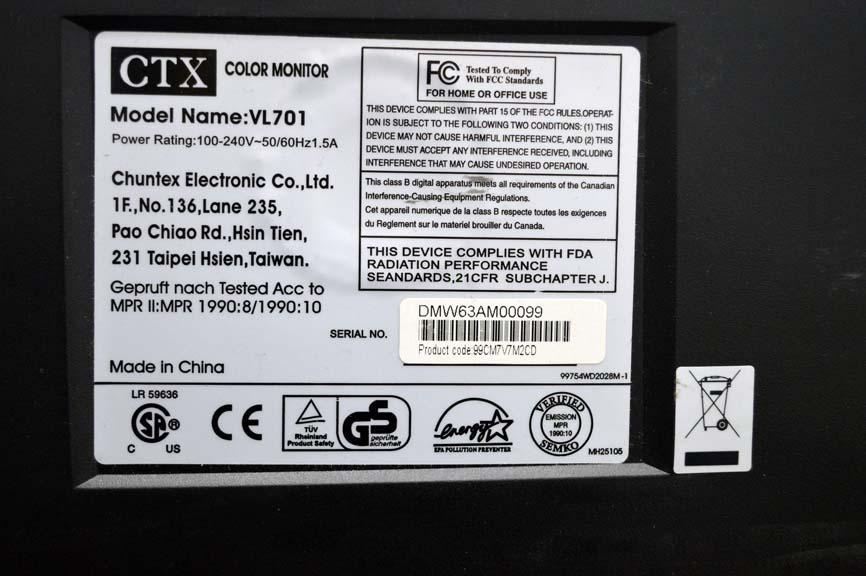 CTX COLOR MONITOR
Model Name:VL701
Power Rating:100-240V~50/60Hz1.5A
Chuntex Electronic Co.,Ltd.
1F.,No.136,Lane 235,
Pao Chiao Rd.,Hsin Tien,
231 Taipei Hsien,Taiwan.
Gepruft nach Tested Acc to
MPR II:MPR 1990:8/1990:10
FC Tested To Comply
With FCC Standards
FOR HOME OR OFFICE USE
THIS DEVICE COMPLIES WITH PART 15 OF THE FCC RULES.OPERAT-
ION IS SUBJECT TO THE FOLLOWING TWO CONDITIONS: (1) THIS
DEVICE MAY NOT CAUSE HARMFUL INTERFERENCE, AND (2) THIS
DEVICE MUST ACCEPT ANY INTERFERENCE RECEIVED, INCLUDING
INTERFERENCE THAT MAY CAUSE UNDESIRED OPERATION.
This class B digital apparatus meets all requirements of the Canadian
Interference-Causing-Equipment Regulations.
Cet appareil numerique de la class B respecte toutes les exigences
du Reglement sur le materiel brouiller du Canada.
THIS DEVICE COMPLIES WITH FDA
RADIATION PERFORMANCE
SEANDARDS,21CFR SUBCHAPTER J.
SERIAL NO.
DMW63AM00099
Product code:99CM7V7M2CD
Made in China
99754WD2028M-1
LR 59636
SA ®
C US
CE
TÜV
Rheinland
Product Safety
GS
geprüfte
Sicherheit
energy
EPA POLLUTION PREVENTER
VERIFIED
EMISSION
MPR
1990:10
SEMKO
MH25105